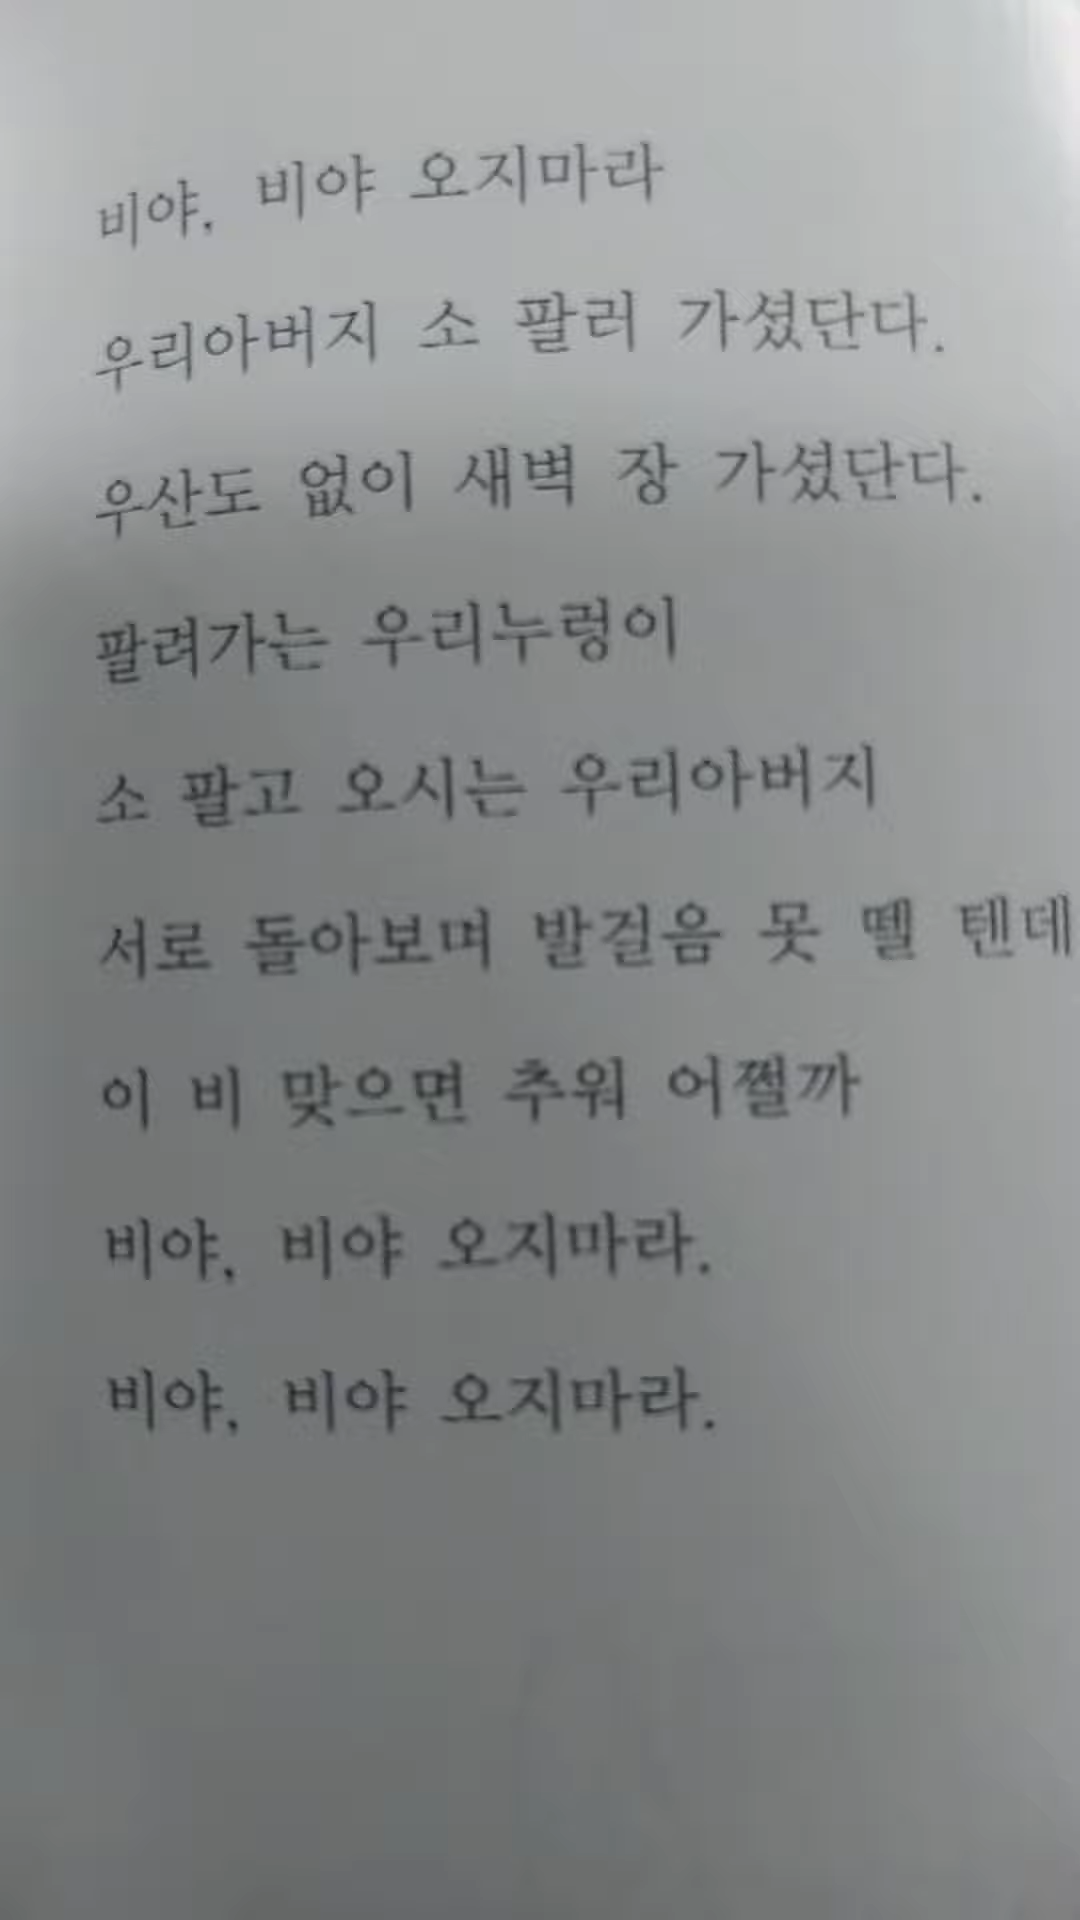 비야, 비야 오지마라
우리아버지 소 팔러 가셨단다.
우산도 없이 새벽 장 가셨단다.
팔려가는 우리누렁이
소 팔고 오시는 우리아버지
서로 돌아보며 발걸음 못 뗄 텐데
이 비 맞으면 추워 어쩔까
비야, 비야 오지마라.
비야, 비야 오지마라.